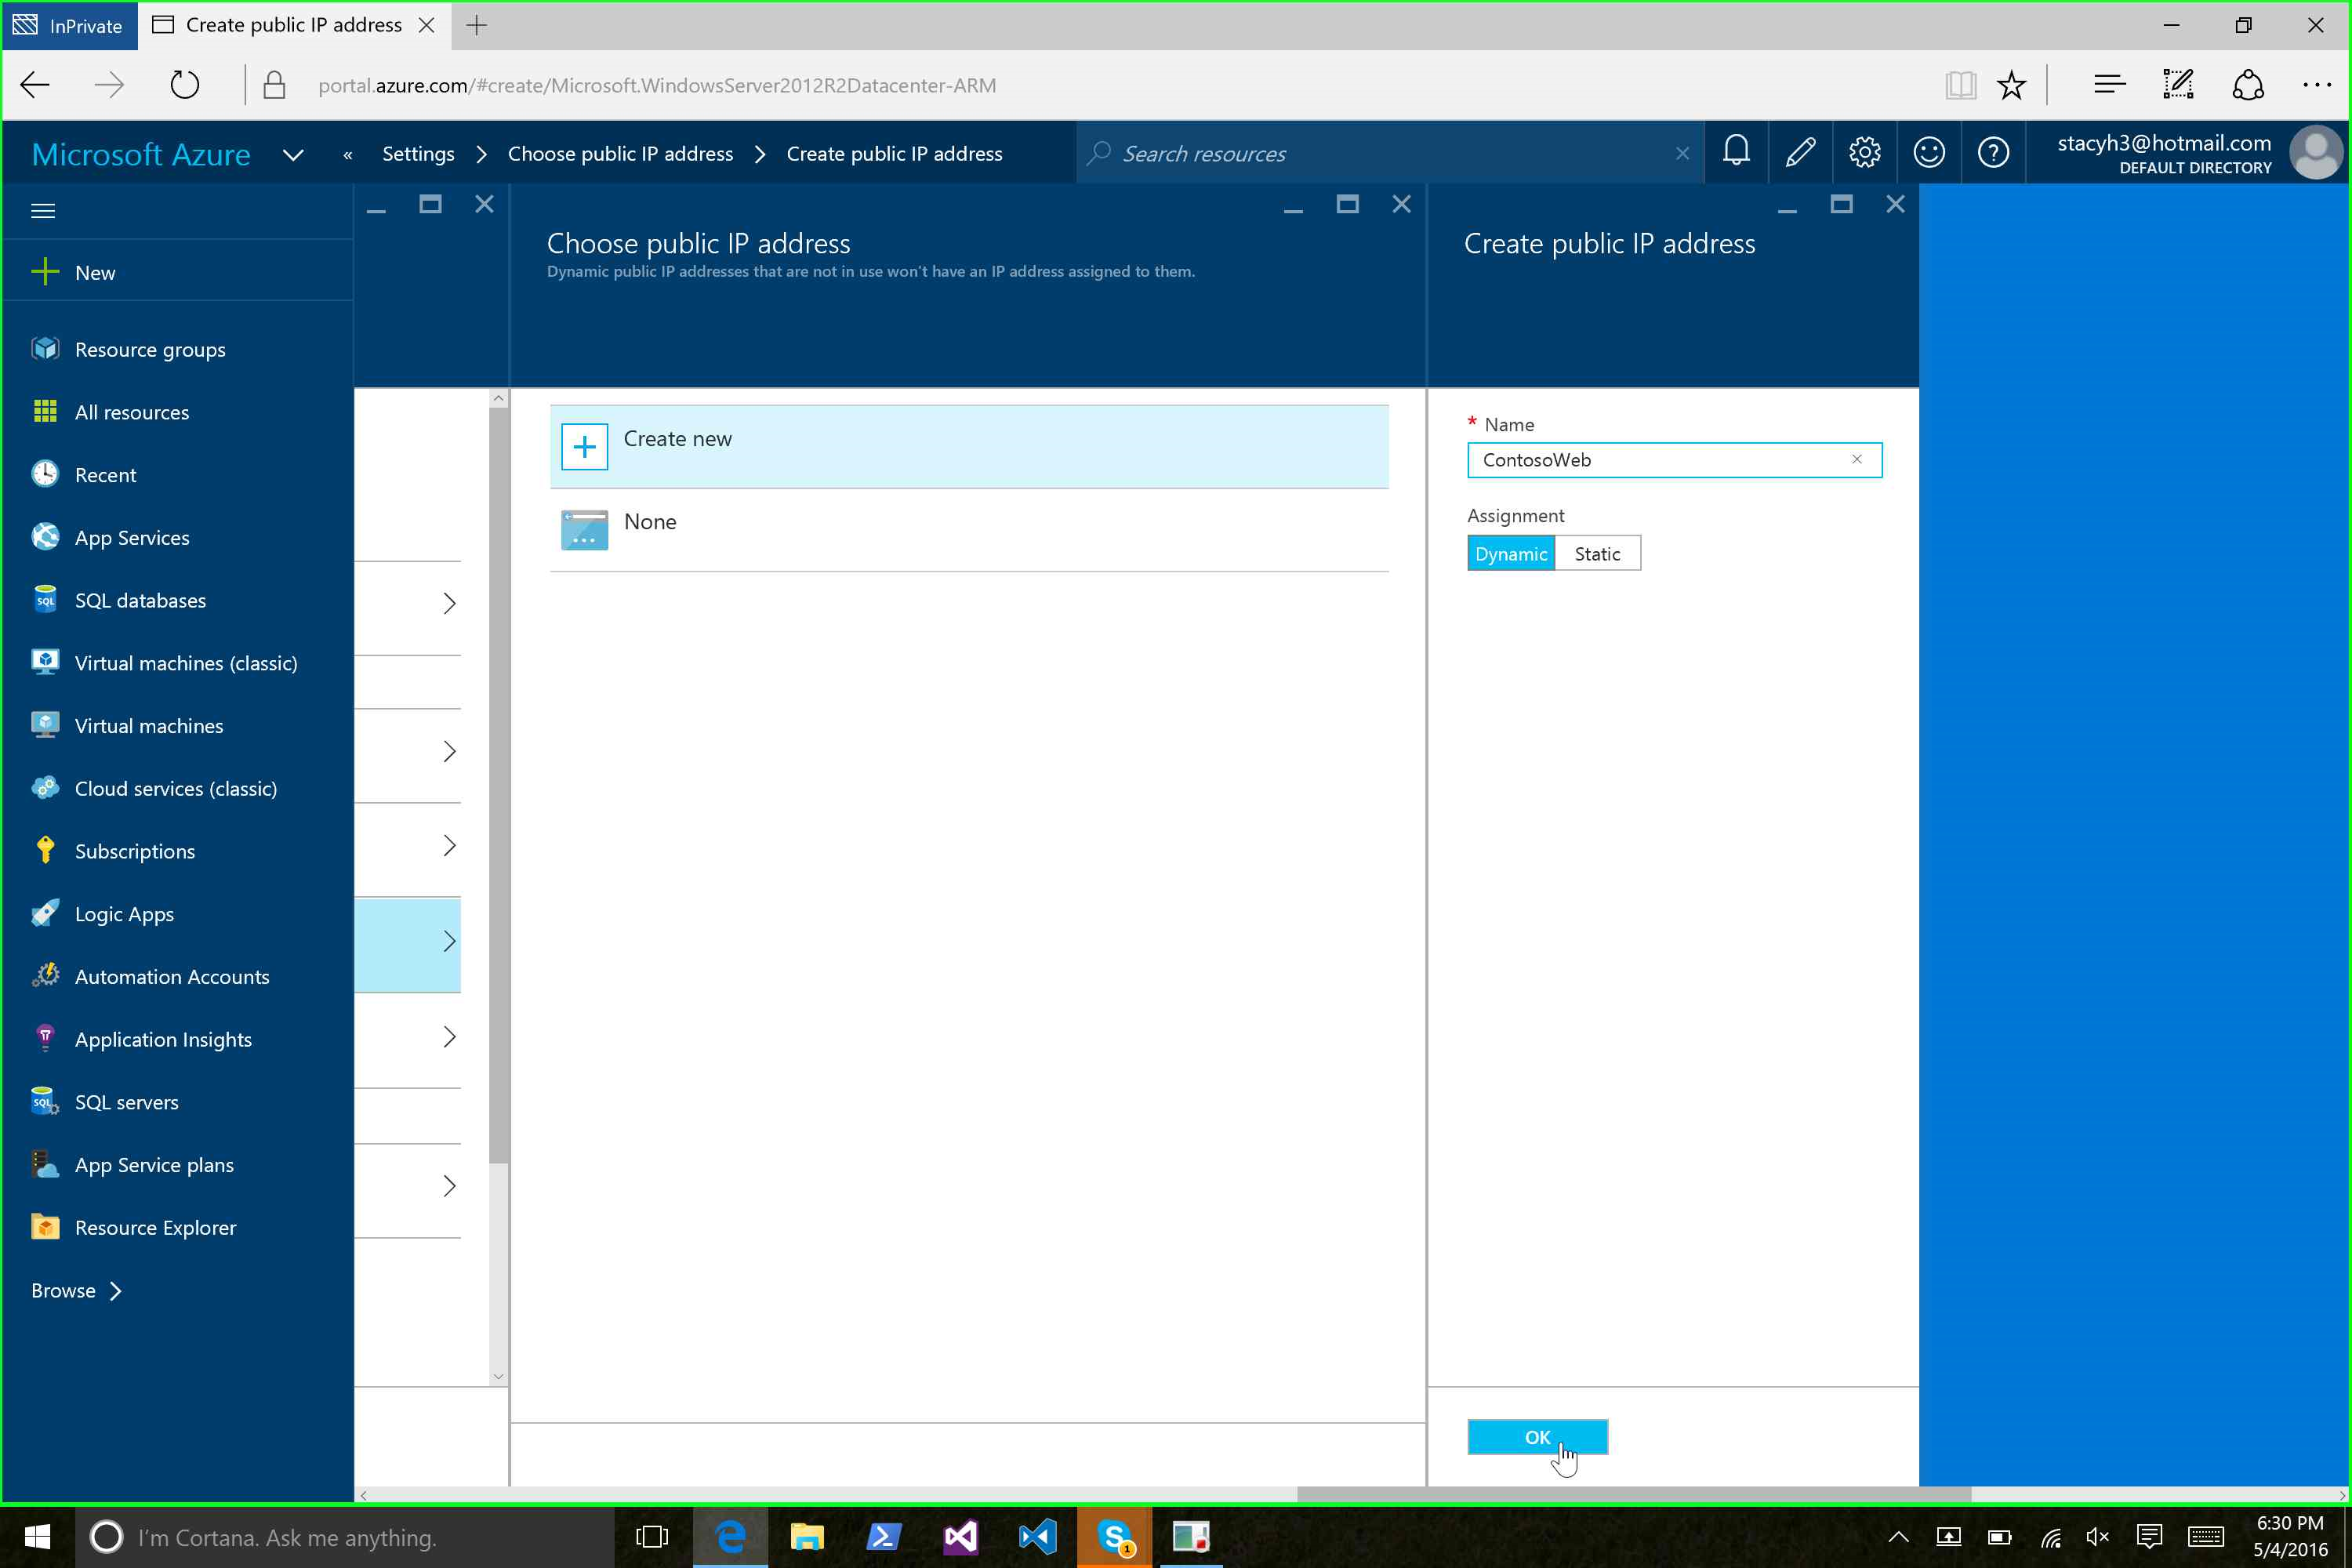 InPrivate
Create public IP address
portal.azure.com/#create/Microsoft.WindowsServer2012R2Datacenter-ARM
Microsoft Azure
« Settings > Choose public IP address > Create public IP address
Search resources
stacyh3@hotmail.com
DEFAULT DIRECTORY
New
Resource groups
All resources
Recent
App Services
SQL databases
Virtual machines (classic)
Virtual machines
Cloud services (classic)
Subscriptions
Logic Apps
Automation Accounts
Application Insights
SQL servers
App Service plans
Resource Explorer
Browse >
Choose public IP address
Dynamic public IP addresses that are not in use won't have an IP address assigned to them.
Create new
None
Create public IP address
* Name
ContosoWeb
Assignment
Dynamic Static
OK
I'm Cortana. Ask me anything.
6:30 PM
5/4/2016